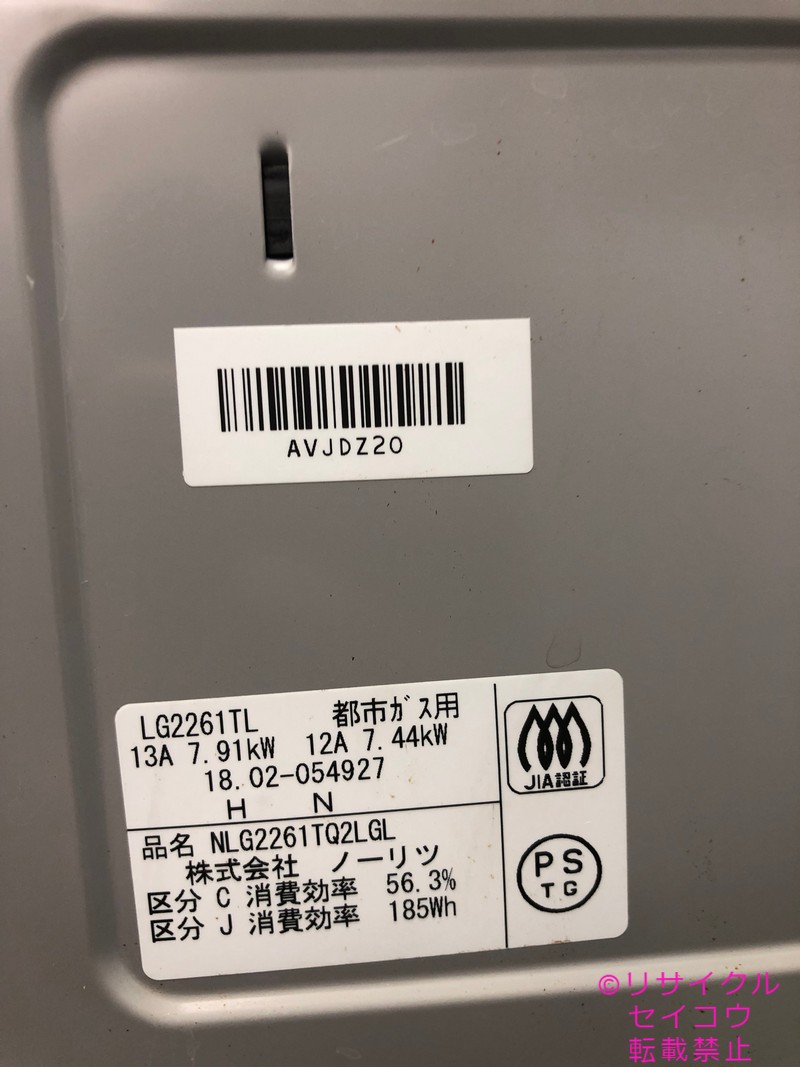 AVJDZ20
LG2261TL 都市ガス用
13A 7.91kW 12A 7.44kW
18.02-054927
H N
品名 NLG2261TQ2LGL
株式会社 ノーリツ
区分 C 消費効率 56.3%
区分 J 消費効率 185Wh
JIA認証
PS
TG
©リサイクル
セイコウ
転載禁止